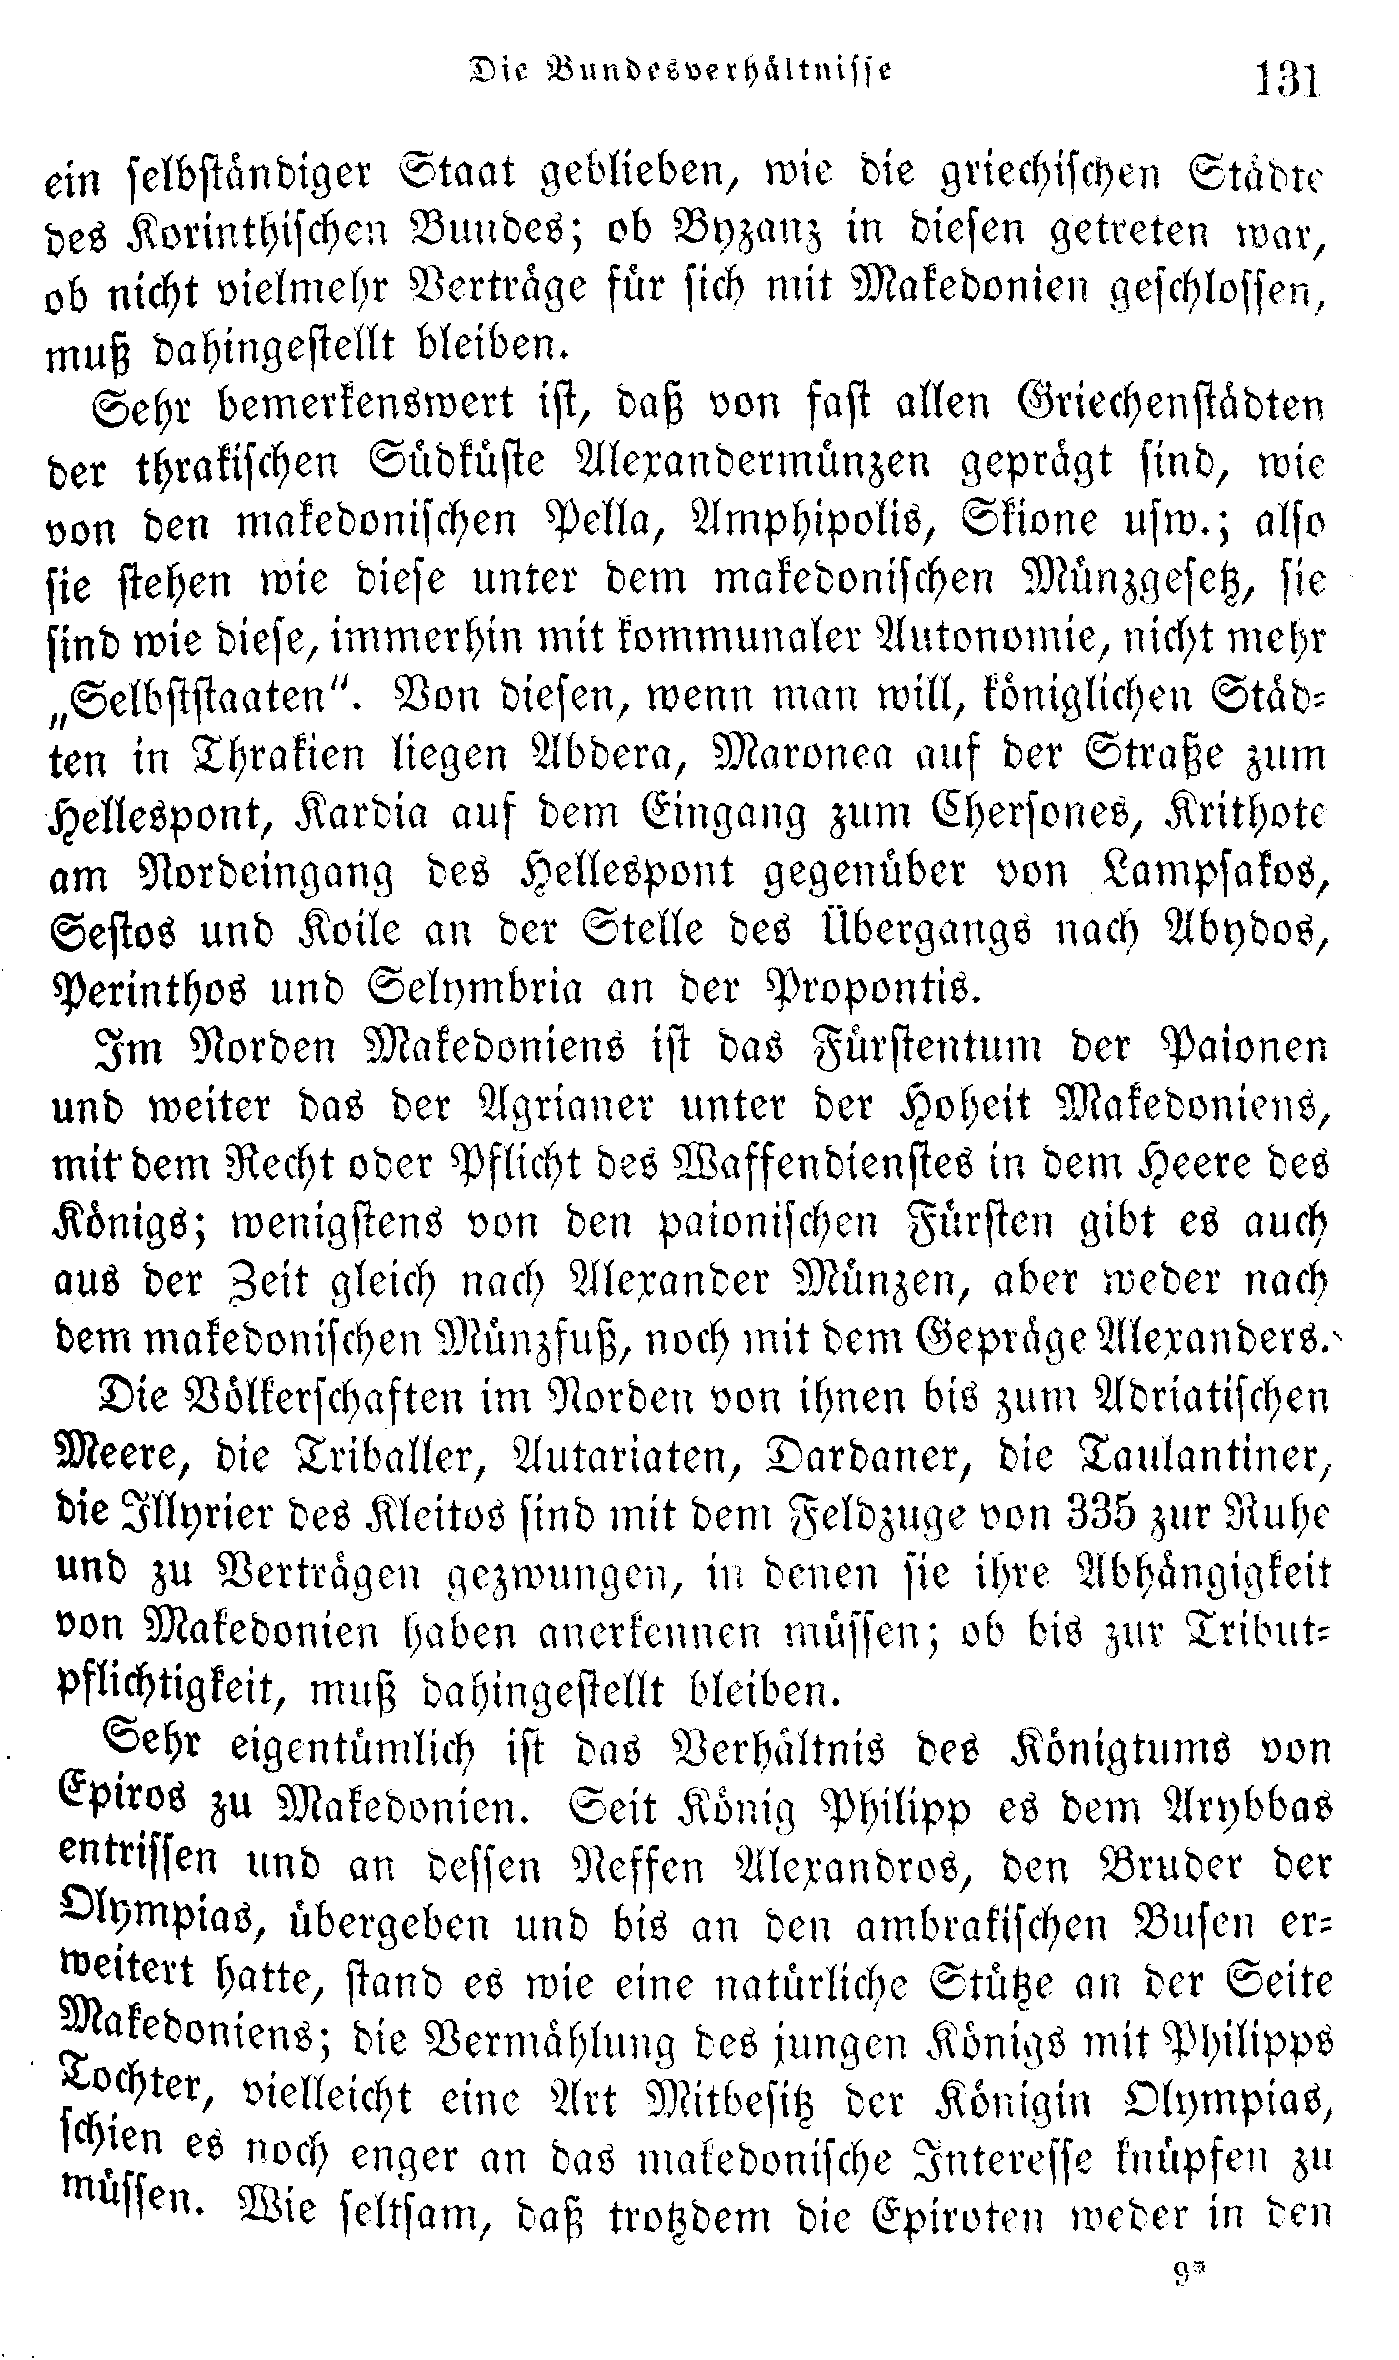 Die Bundesverhältnisse 131
ein selbständiger Staat geblieben, wie die griechischen Städte
des Korinthischen Bundes; ob Byzanz in diesen getreten war,
ob nicht vielmehr Verträge für sich mit Makedonien geschlossen,
muß dahingestellt bleiben.
Sehr bemerkenswert ist, daß von fast allen Griechenstädten
der thrakischen Südküste Alexandermünzen geprägt sind, wie
von den makedonischen Pella, Amphipolis, Skione usw.; also
sie stehen wie diese unter dem makedonischen Münzgesetz, sie
sind wie diese, immerhin mit kommunaler Autonomie, nicht mehr
„Selbststaaten“. Von diesen, wenn man will, königlichen Städ-
ten in Thrakien liegen Abdera, Maronea auf der Straße zum
Hellespont, Kardia auf dem Eingang zum Chersones, Krithote
am Nordeingang des Hellespont gegenüber von Lampsakos,
Sestos und Koile an der Stelle des Übergangs nach Abydos,
Perinthos und Selymbria an der Propontis.
Im Norden Makedoniens ist das Fürstentum der Paionen
und weiter das der Agrianer unter der Hoheit Makedoniens,
mit dem Recht oder Pflicht des Waffendienstes in dem Heere des
Königs; wenigstens von den paionischen Fürsten gibt es auch
aus der Zeit gleich nach Alexander Münzen, aber weder nach
dem makedonischen Münzfuß, noch mit dem Gepräge Alexanders.
Die Völkerschaften im Norden von ihnen bis zum Adriatischen
Meere, die Triballer, Autariaten, Dardaner, die Taulantiner,
die Illyrier des Kleitos sind mit dem Feldzuge von 335 zur Ruhe
und zu Verträgen gezwungen, in denen sie ihre Abhängigkeit
von Makedonien haben anerkennen müssen; ob bis zur Tribut-
pflichtigkeit, muß dahingestellt bleiben.
Sehr eigentümlich ist das Verhältnis des Königtums von
Epiros zu Makedonien. Seit König Philipp es dem Arybbas
entrissen und an dessen Neffen Alexandros, den Bruder der
Olympias, übergeben und bis an den ambrakischen Busen er-
weitert hatte, stand es wie eine natürliche Stütze an der Seite
Makedoniens; die Vermählung des jungen Königs mit Philipps
Tochter, vielleicht eine Art Mitbesitz der Königin Olympias,
schien es noch enger an das makedonische Interesse knüpfen zu
müssen. Wie seltsam, daß trotzdem die Epiroten weder in den
9*